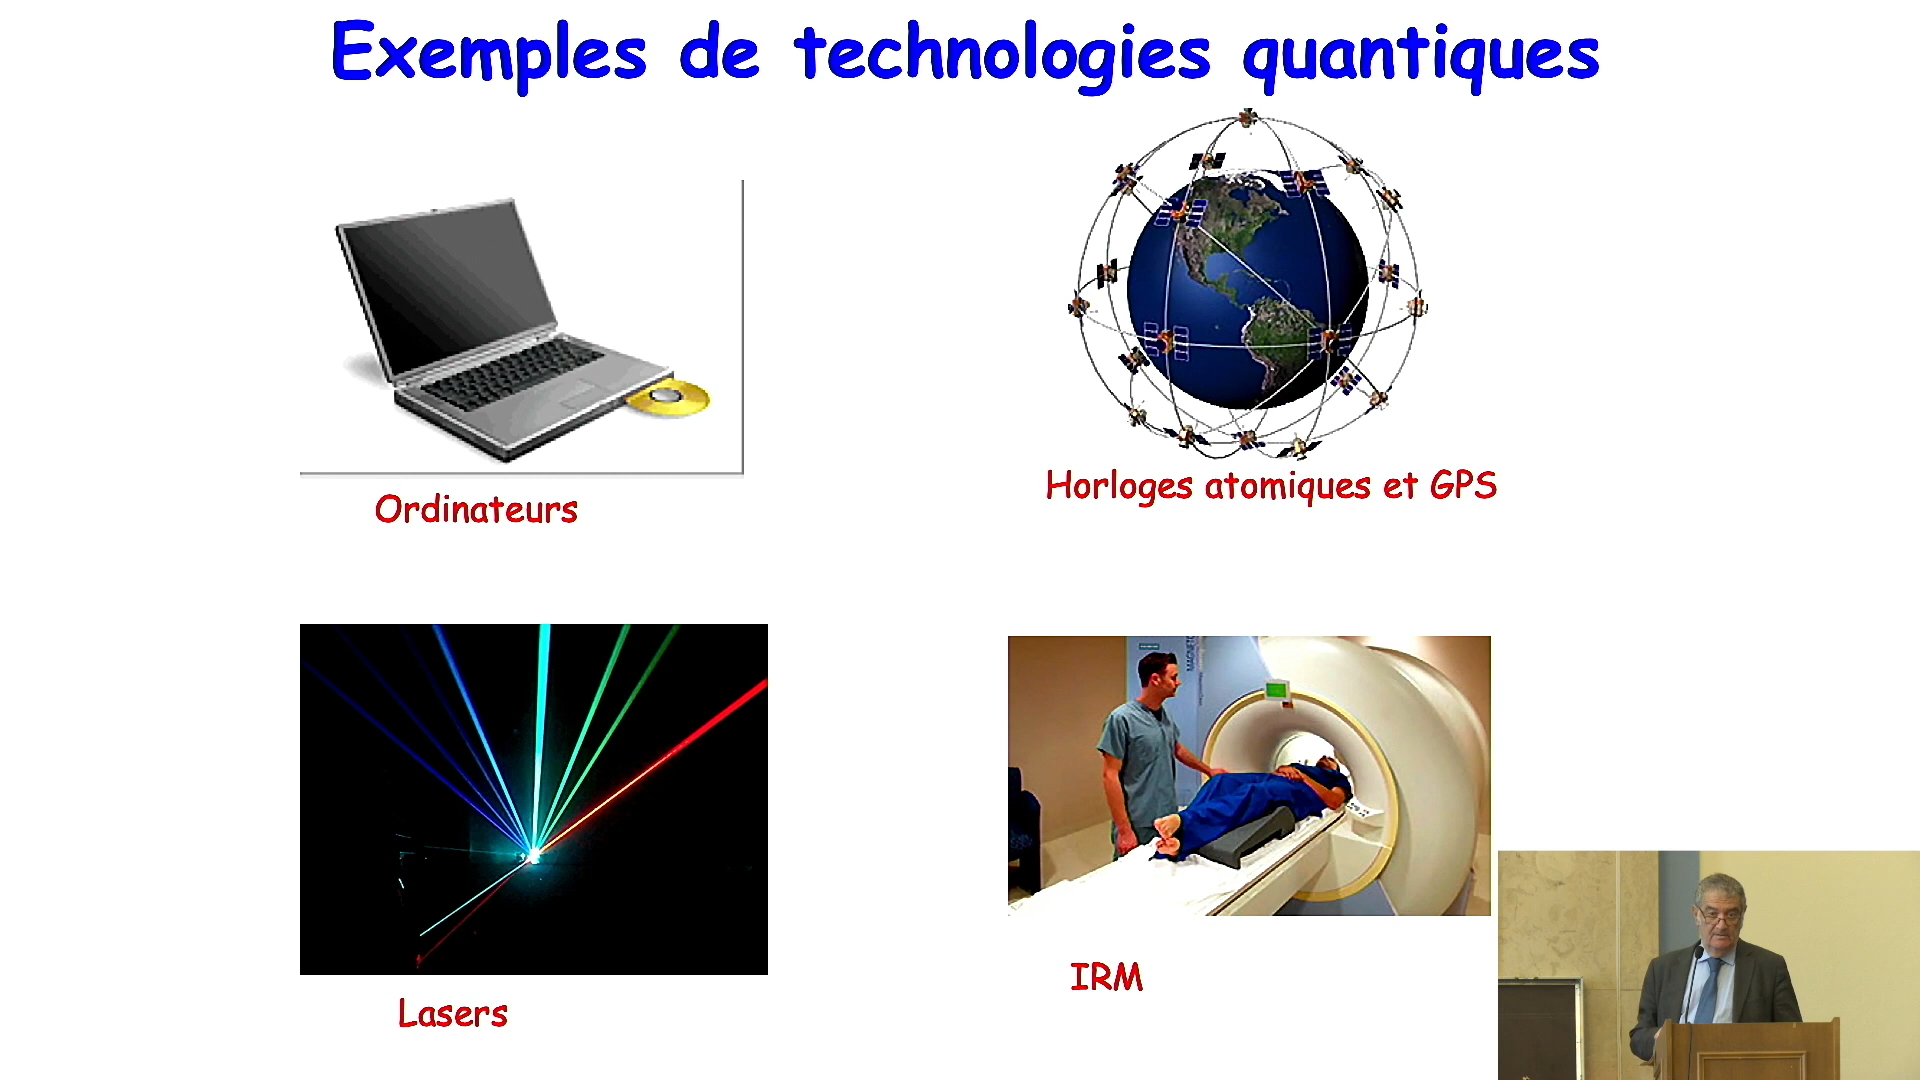 Exemples de technologies quantiques
Ordinateurs
Horloges atomiques et GPS
Lasers
IRM